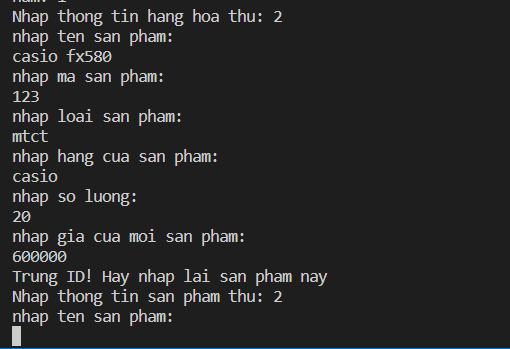 Nhap thong tin hang hoa thu: 2
nhap ten san pham:
casio fx580
nhap ma san pham:
123
nhap loai san pham:
mtct
nhap hang cua san pham:
casio
nhap so luong:
20
nhap gia cua moi san pham:
600000
Trung ID! Hay nhap lai san pham nay
Nhap thong tin san pham thu: 2
nhap ten san pham: